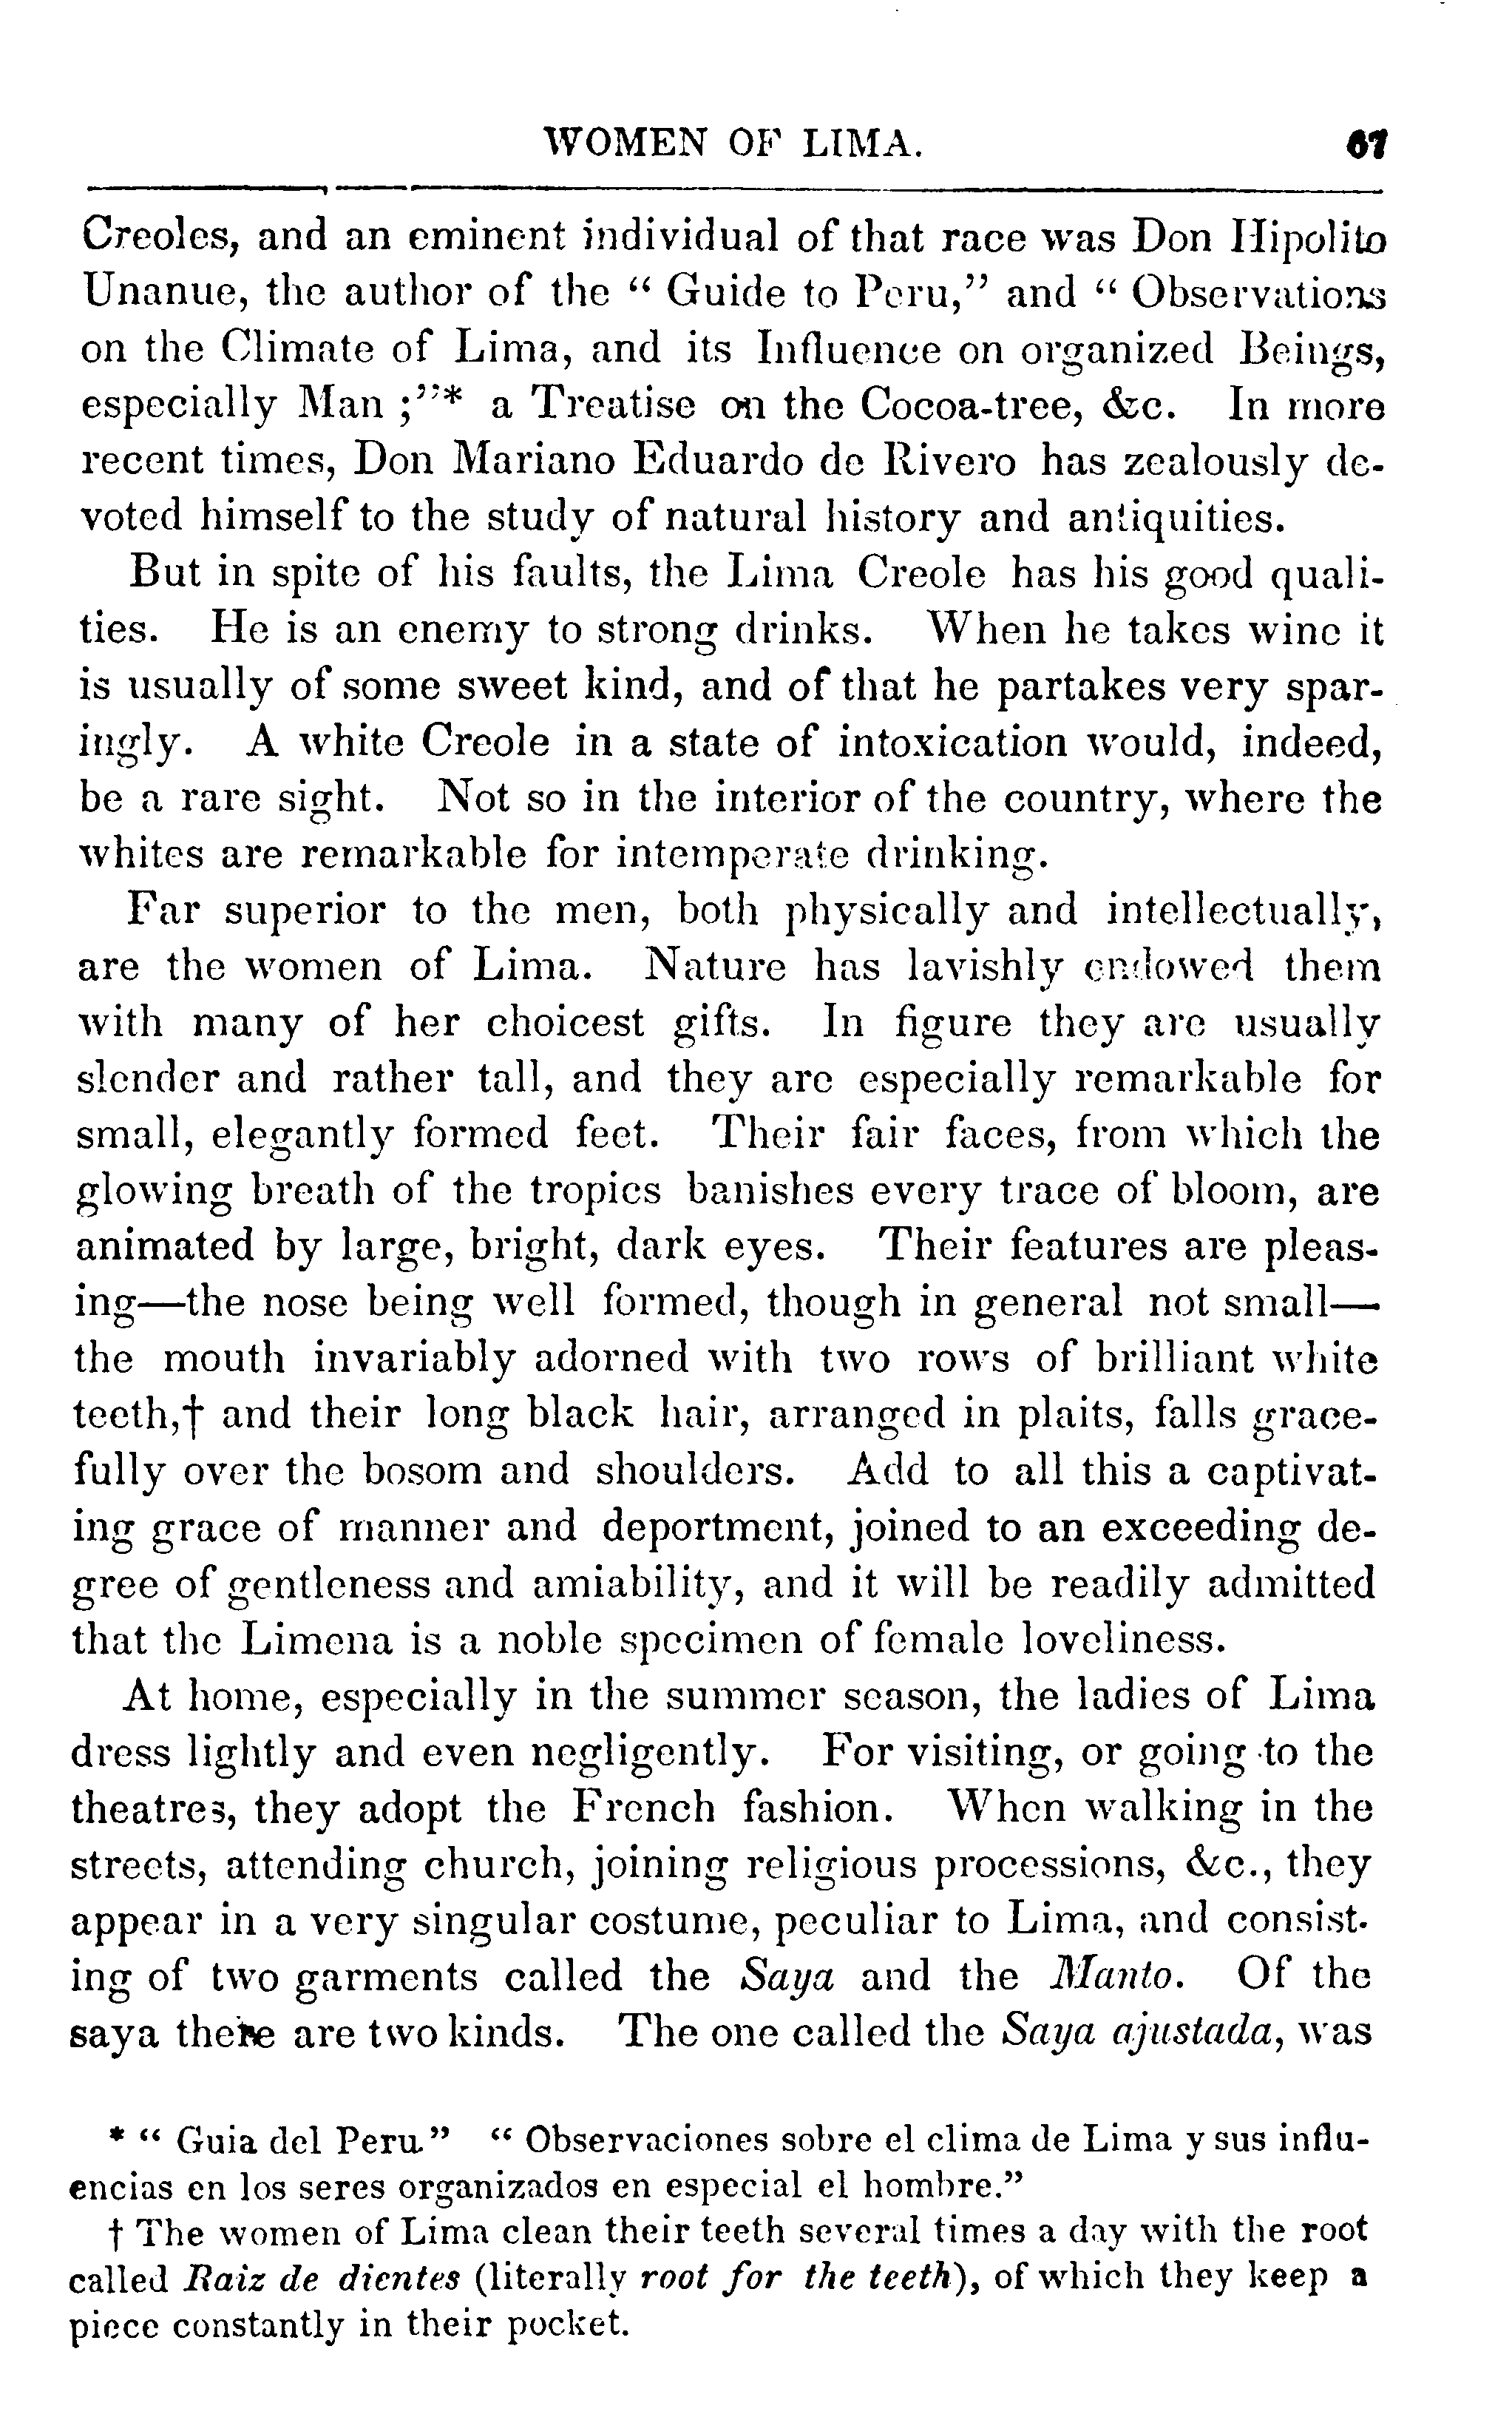 WOMEN OF LIMA. 67
Creoles, and an eminent individual of that race was Don Hipolito
Unanue, the author of the “ Guide to Peru,” and “ Observations
on the Climate of Lima, and its Influence on organized Beings,
especially Man ;”* a Treatise on the Cocoa-tree, &c. In more
recent times, Don Mariano Eduardo de Rivero has zealously de-
voted himself to the study of natural history and antiquities.
But in spite of his faults, the Lima Creole has his good quali-
ties. He is an enemy to strong drinks. When he takes wine it
is usually of some sweet kind, and of that he partakes very spar-
ingly. A white Creole in a state of intoxication would, indeed,
be a rare sight. Not so in the interior of the country, where the
whites are remarkable for intemperate drinking.
Far superior to the men, both physically and intellectually,
are the women of Lima. Nature has lavishly endowed them
with many of her choicest gifts. In figure they are usually
slender and rather tall, and they are especially remarkable for
small, elegantly formed feet. Their fair faces, from which the
glowing breath of the tropics banishes every trace of bloom, are
animated by large, bright, dark eyes. Their features are pleas-
ing—the nose being well formed, though in general not small—
the mouth invariably adorned with two rows of brilliant white
teeth,† and their long black hair, arranged in plaits, falls grace-
fully over the bosom and shoulders. Add to all this a captivat-
ing grace of manner and deportment, joined to an exceeding de-
gree of gentleness and amiability, and it will be readily admitted
that the Limena is a noble specimen of female loveliness.
At home, especially in the summer season, the ladies of Lima
dress lightly and even negligently. For visiting, or going to the
theatres, they adopt the French fashion. When walking in the
streets, attending church, joining religious processions, &c., they
appear in a very singular costume, peculiar to Lima, and consist-
ing of two garments called the Saya and the Manto. Of the
saya there are two kinds. The one called the Saya ajustada, was
* “ Guia del Peru.” “ Observaciones sobre el clima de Lima y sus influ-
encias en los seres organizados en especial el hombre.”
† The women of Lima clean their teeth several times a day with the root
called Raiz de dientes (literally root for the teeth), of which they keep a
piece constantly in their pocket.